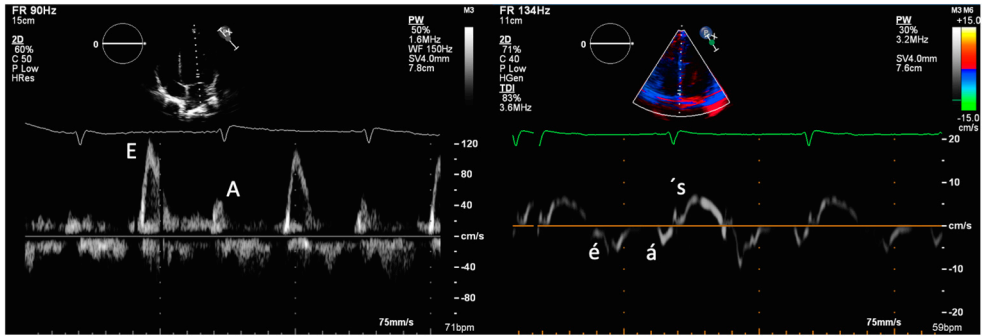 FR 90Hz
15cm
2D
60%
C 50
P Low
HRes
0
M3
PW
50%
1.6MHz
WF 150Hz
SV4.0mm
7.8cm
E
A
-120
-80
-40
-cm/s
--40
--80
75mm/s
71bpm
FR 134Hz
11cm
2D
71%
C 40
P Low
HGen
TDI
83%
3.6MHz
0
M3 M6
+15.0
PW
30%
3.2MHz
SV4.0mm
7.6cm
-15.0
cm/s
-20
´s
-10
-cm/s
é
á
--10
--20
75mm/s
59bpm